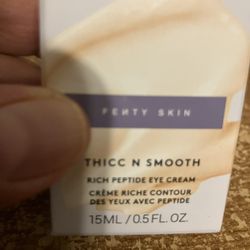 FEИTY SKIN
THICC N SMOOTH
RICH PEPTIDE EYE CREAM
CRÈME RICHE CONTOUR
DES YEUX AVEC PEPTIDE
15ML / 0.5 FL. OZ.